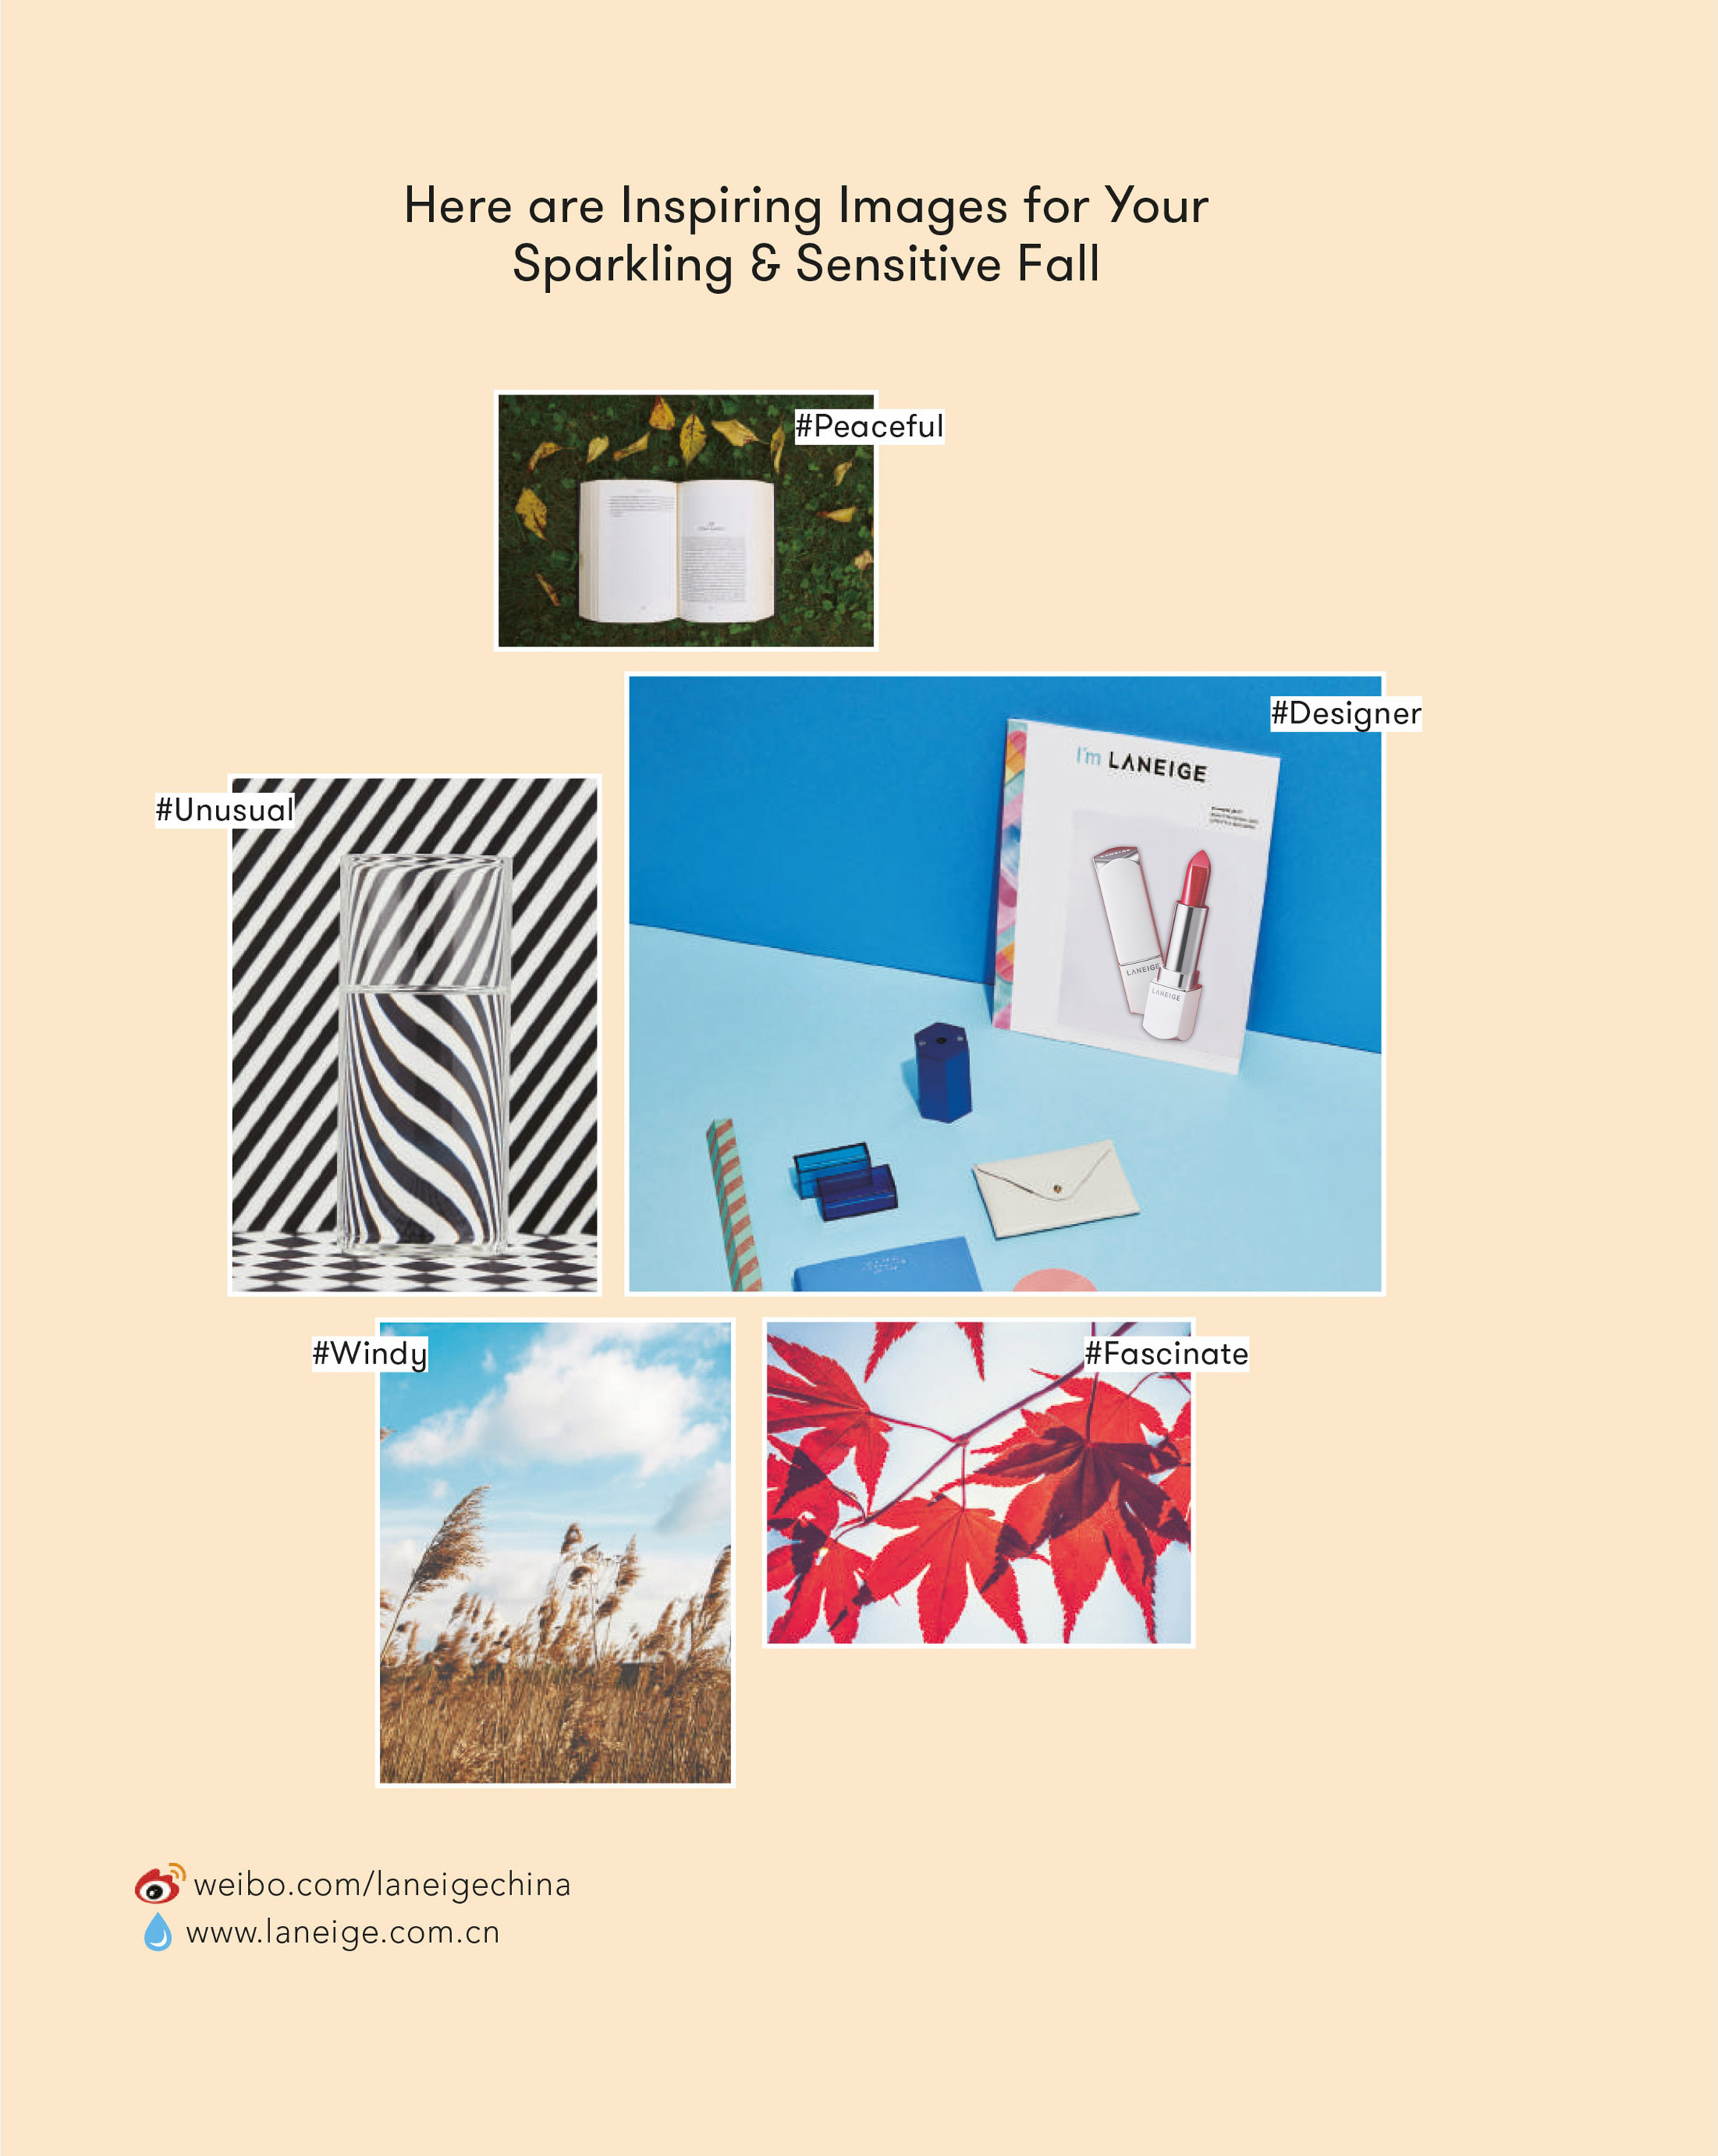 Here are Inspiring Images for Your
Sparkling & Sensitive Fall
#Peaceful
#Designer
I'm LANEIGE
LANEIGE
LANEIGE
#Unusual
#Windy
#Fascinate
weibo.com/laneigechina
www.laneige.com.cn